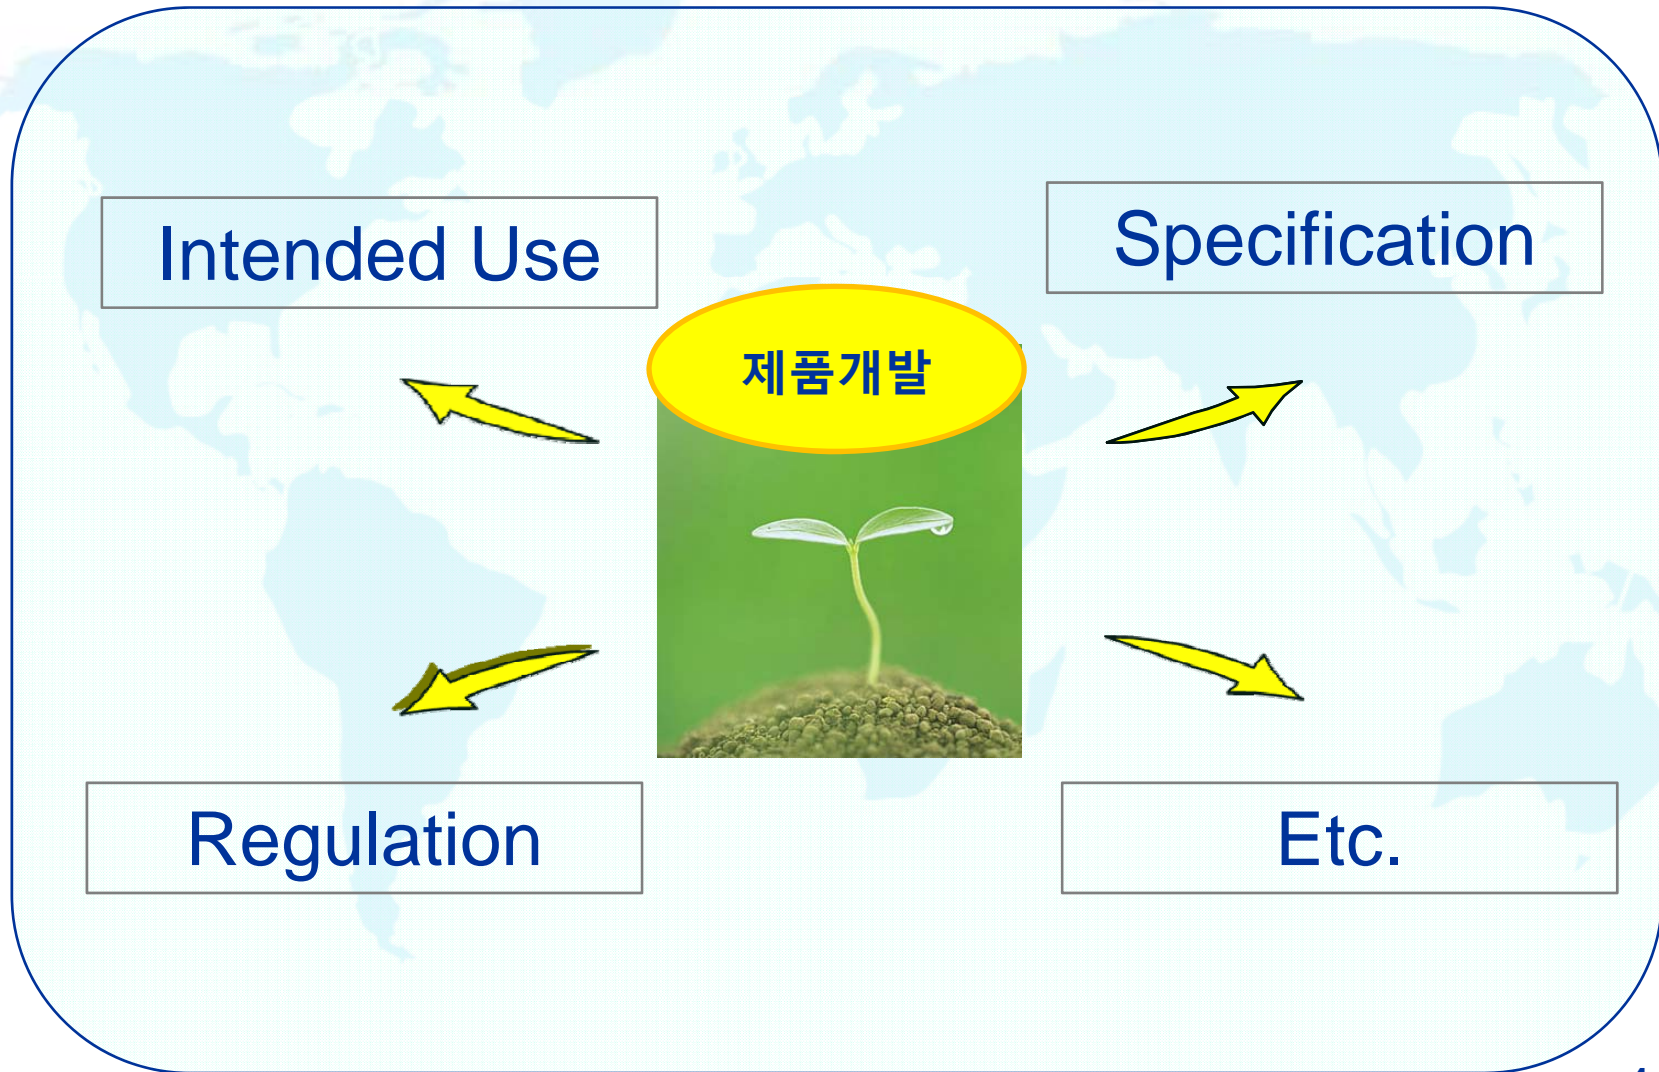 Intended Use
Specification
제품개발
Regulation
Etc.